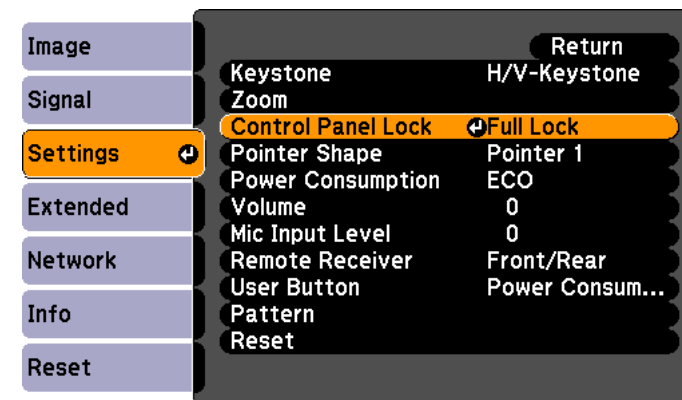 Image
Signal
Settings
Extended
Network
Info
Reset
Return
Keystone H/V-Keystone
Zoom
Control Panel Lock Full Lock
Pointer Shape Pointer 1
Power Consumption ECO
Volume 0
Mic Input Level 0
Remote Receiver Front/Rear
User Button Power Consum...
Pattern
Reset